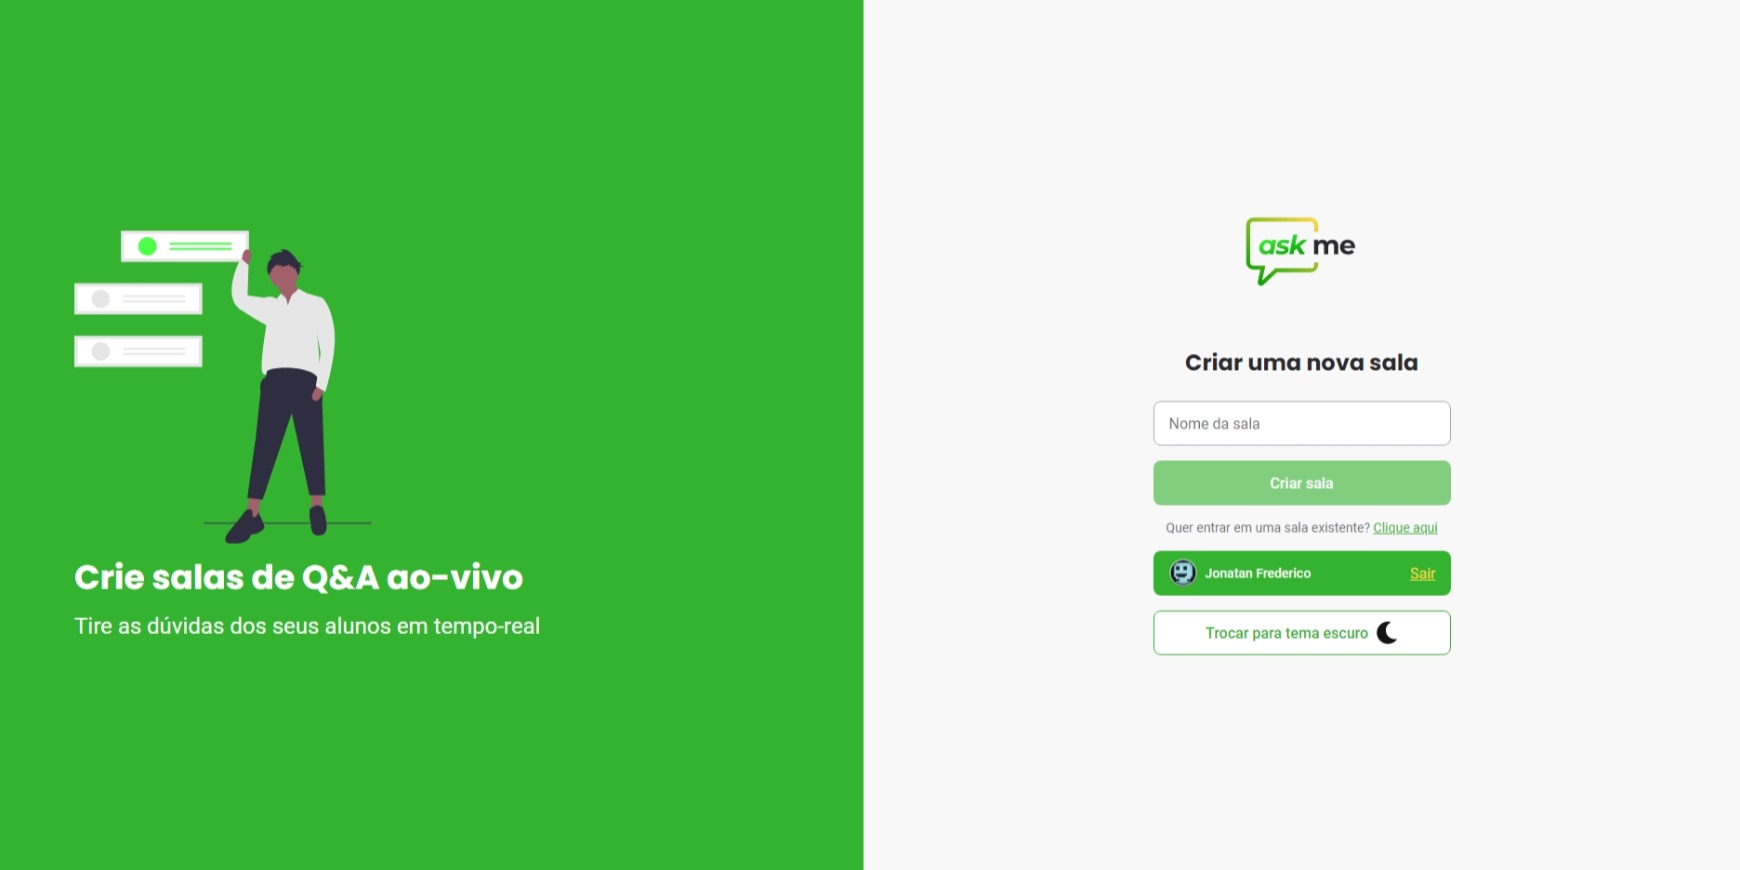 Crie salas de Q&A ao-vivo
Tire as dúvidas dos seus alunos em tempo-real
ask me
Criar uma nova sala
Nome da sala
Criar sala
Quer entrar em uma sala existente? Clique aqui
Jonatan Frederico Sair
Trocar para tema escuro